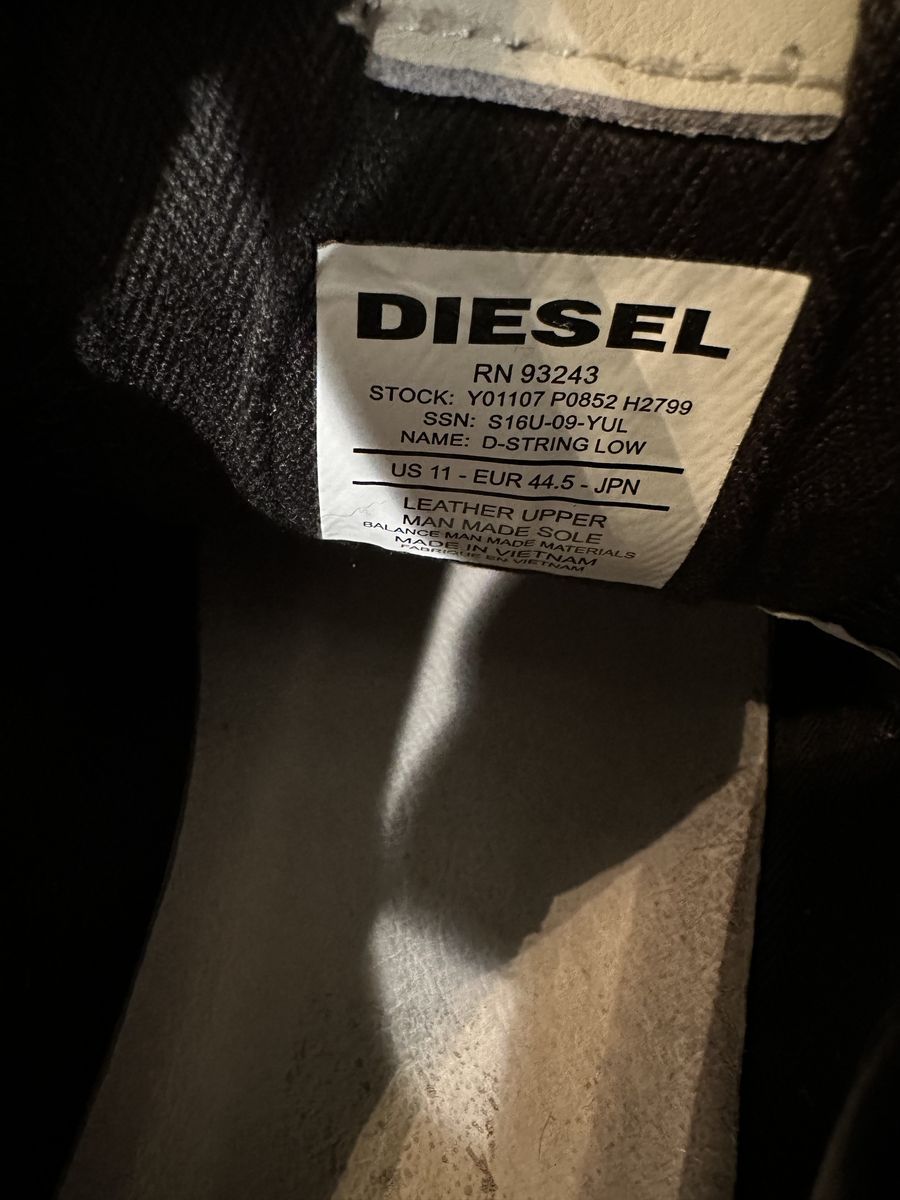 DIESEL
RN 93243
STOCK: Y01107 P0852 H2799
SSN: S16U-09-YUL
NAME: D-STRING LOW
US 11 - EUR 44.5 - JPN
LEATHER UPPER
MAN MADE SOLE
BALANCE MAN MADE MATERIALS
MADE IN VIETNAM
FABRIQUE EN VIETNAM